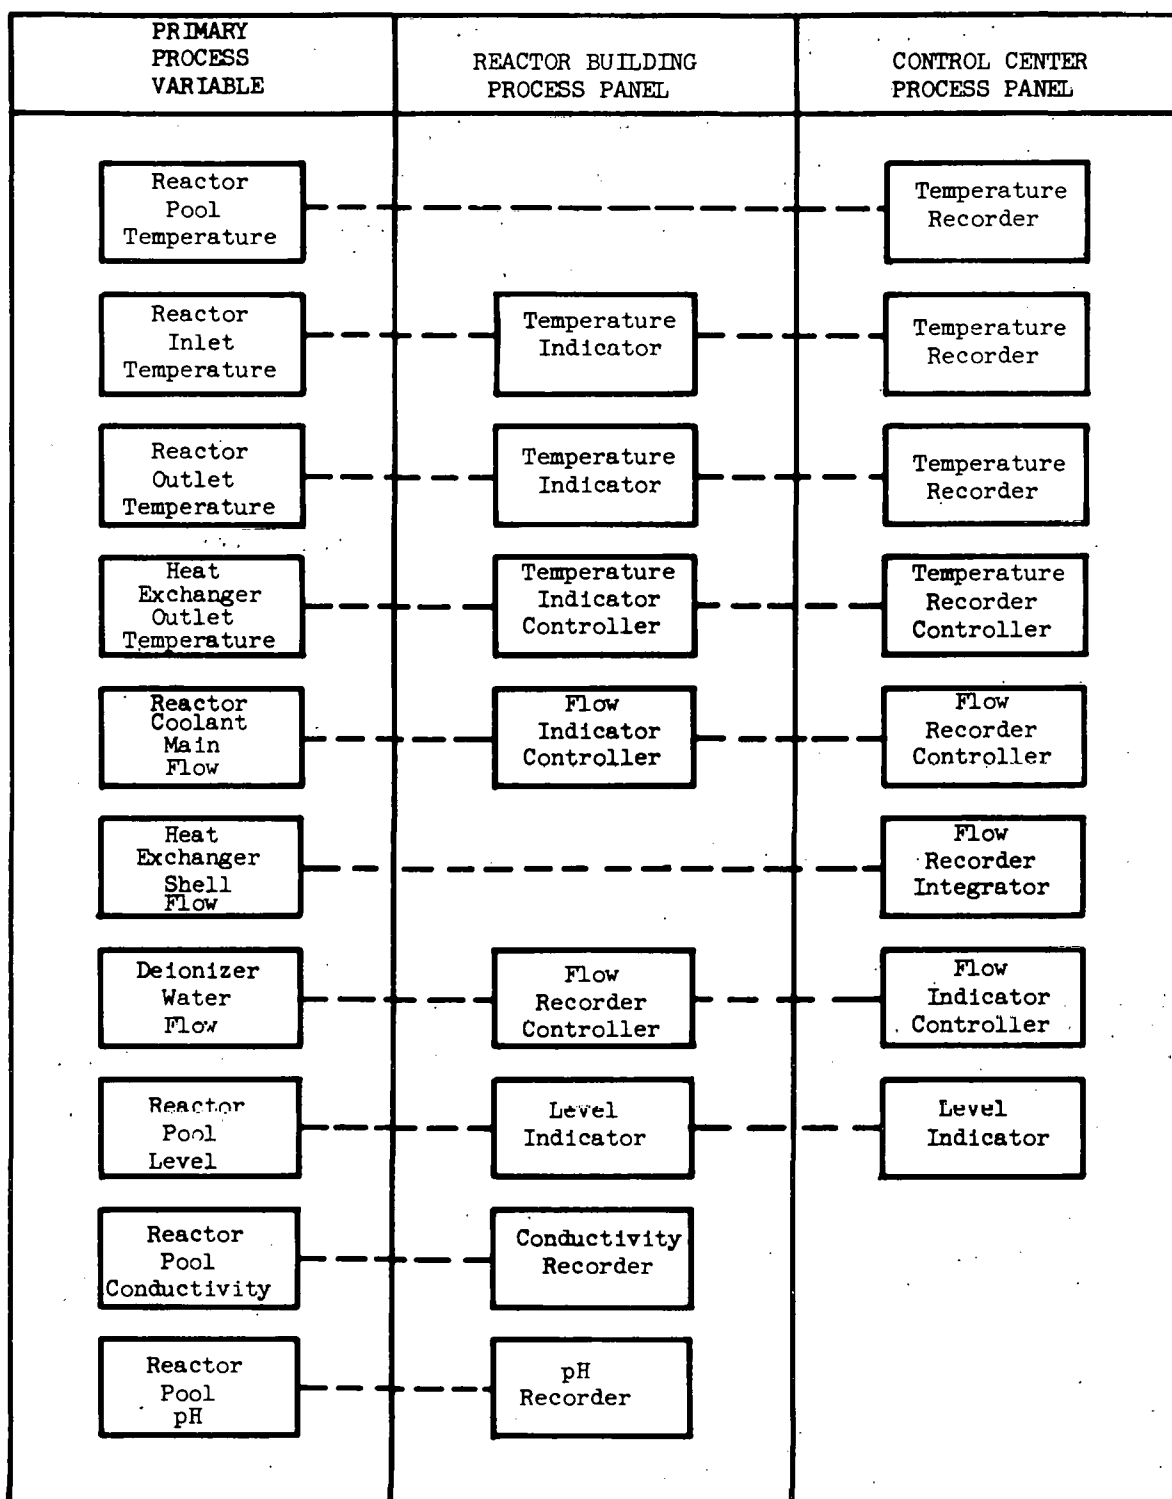 PRIMARY
PROCESS
VARIABLE
REACTOR BUILDING
PROCESS PANEL
CONTROL CENTER
PROCESS PANEL
Reactor
Pool
Temperature
Temperature
Recorder
Reactor
Inlet
Temperature
Temperature
Indicator
Temperature
Recorder
Reactor
Outlet
Temperature
Temperature
Indicator
Temperature
Recorder
Heat
Exchanger
Outlet
Temperature
Temperature
Indicator
Controller
Temperature
Recorder
Controller
Reactor
Coolant
Main
Flow
Flow
Indicator
Controller
Flow
Recorder
Controller
Heat
Exchanger
Shell
Flow
Flow
Recorder
Integrator
Deionizer
Water
Flow
Flow
Recorder
Controller
Flow
Indicator
Controller
Reactor
Pool
Level
Level
Indicator
Level
Indicator
Reactor
Pool
Conductivity
Conductivity
Recorder
Reactor
Pool
pH
pH
Recorder